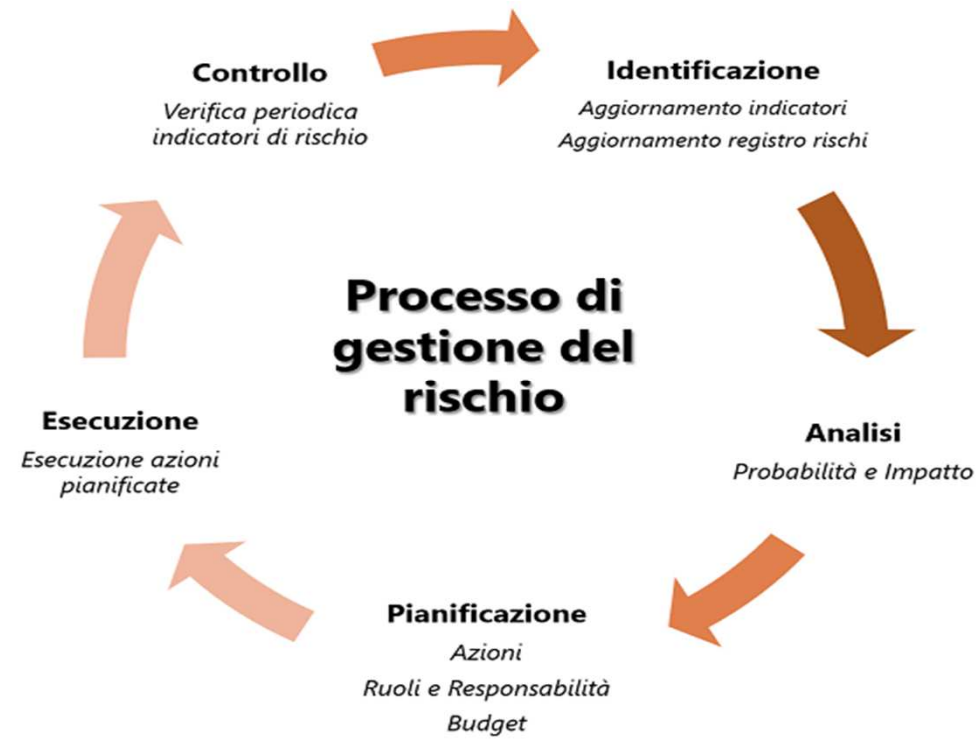 Controllo
Verifica periodica
indicatori di rischio
Identificazione
Aggiornamento indicatori
Aggiornamento registro rischi
Processo di
gestione del
rischio
Analisi
Probabilità e Impatto
Pianificazione
Azioni
Ruoli e Responsabilità
Budget
Esecuzione
Esecuzione azioni
pianificate